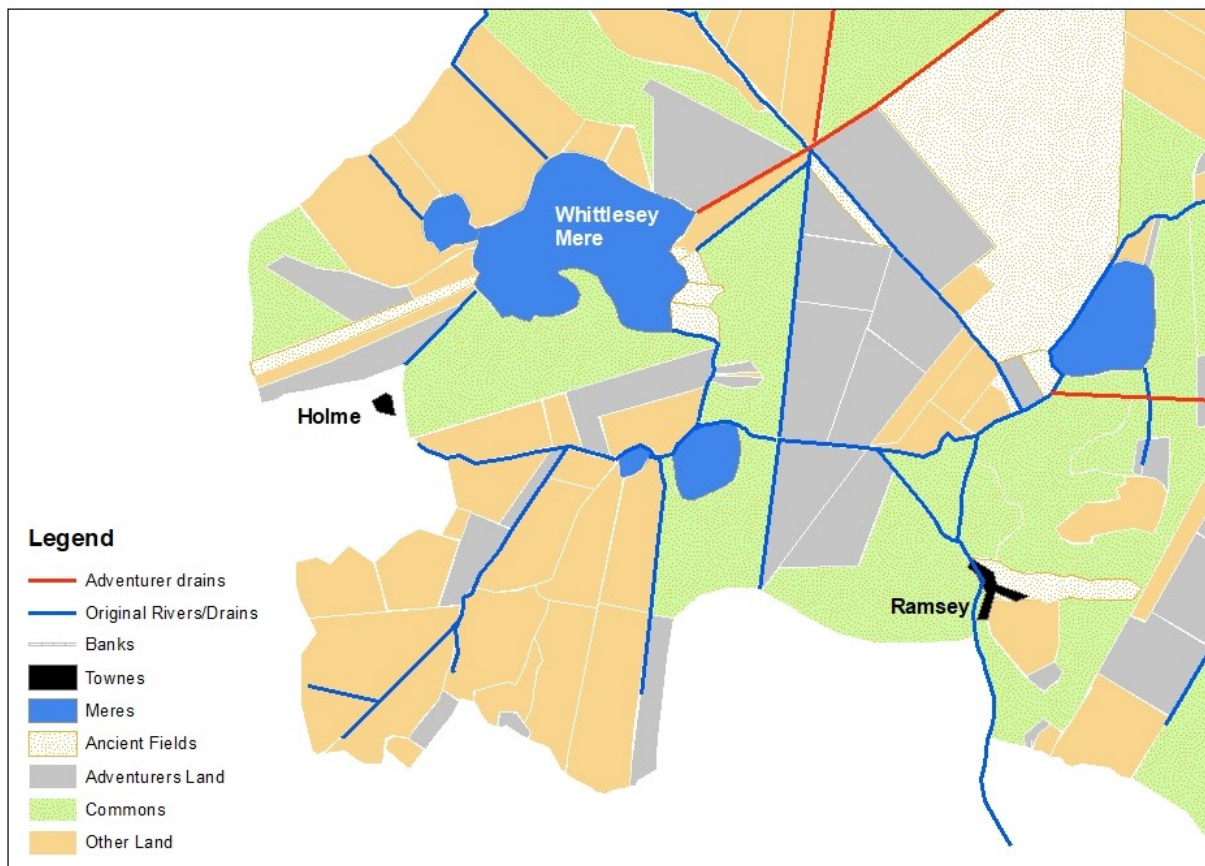 Whittlesey
Mere
Holme
Ramsey
Legend
Adventurer drains
Original Rivers/Drains
Banks
Townes
Meres
Ancient Fields
Adventurers Land
Commons
Other Land